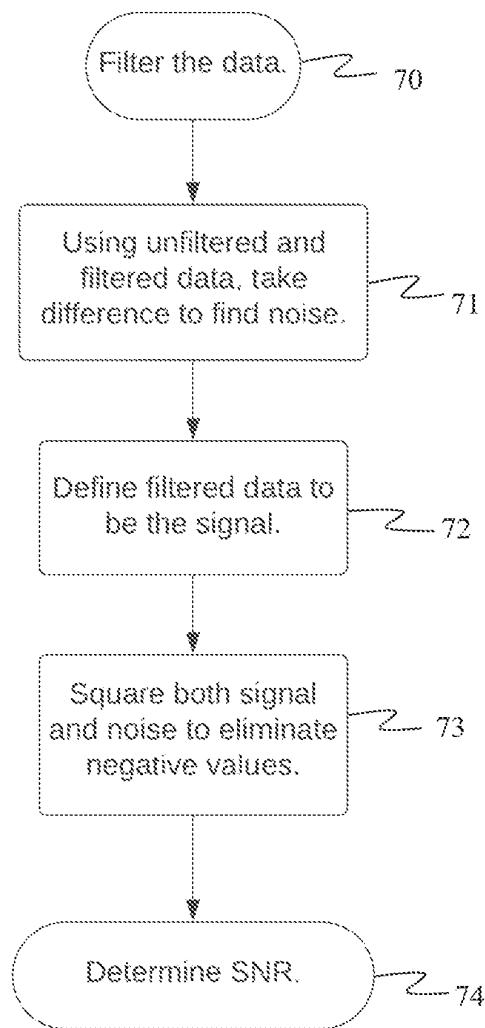 Filter the data.
70
Using unfiltered and
filtered data, take
difference to find noise.
71
Define filtered data to
be the signal.
72
Square both signal
and noise to eliminate
negative values.
73
Determine SNR.
74